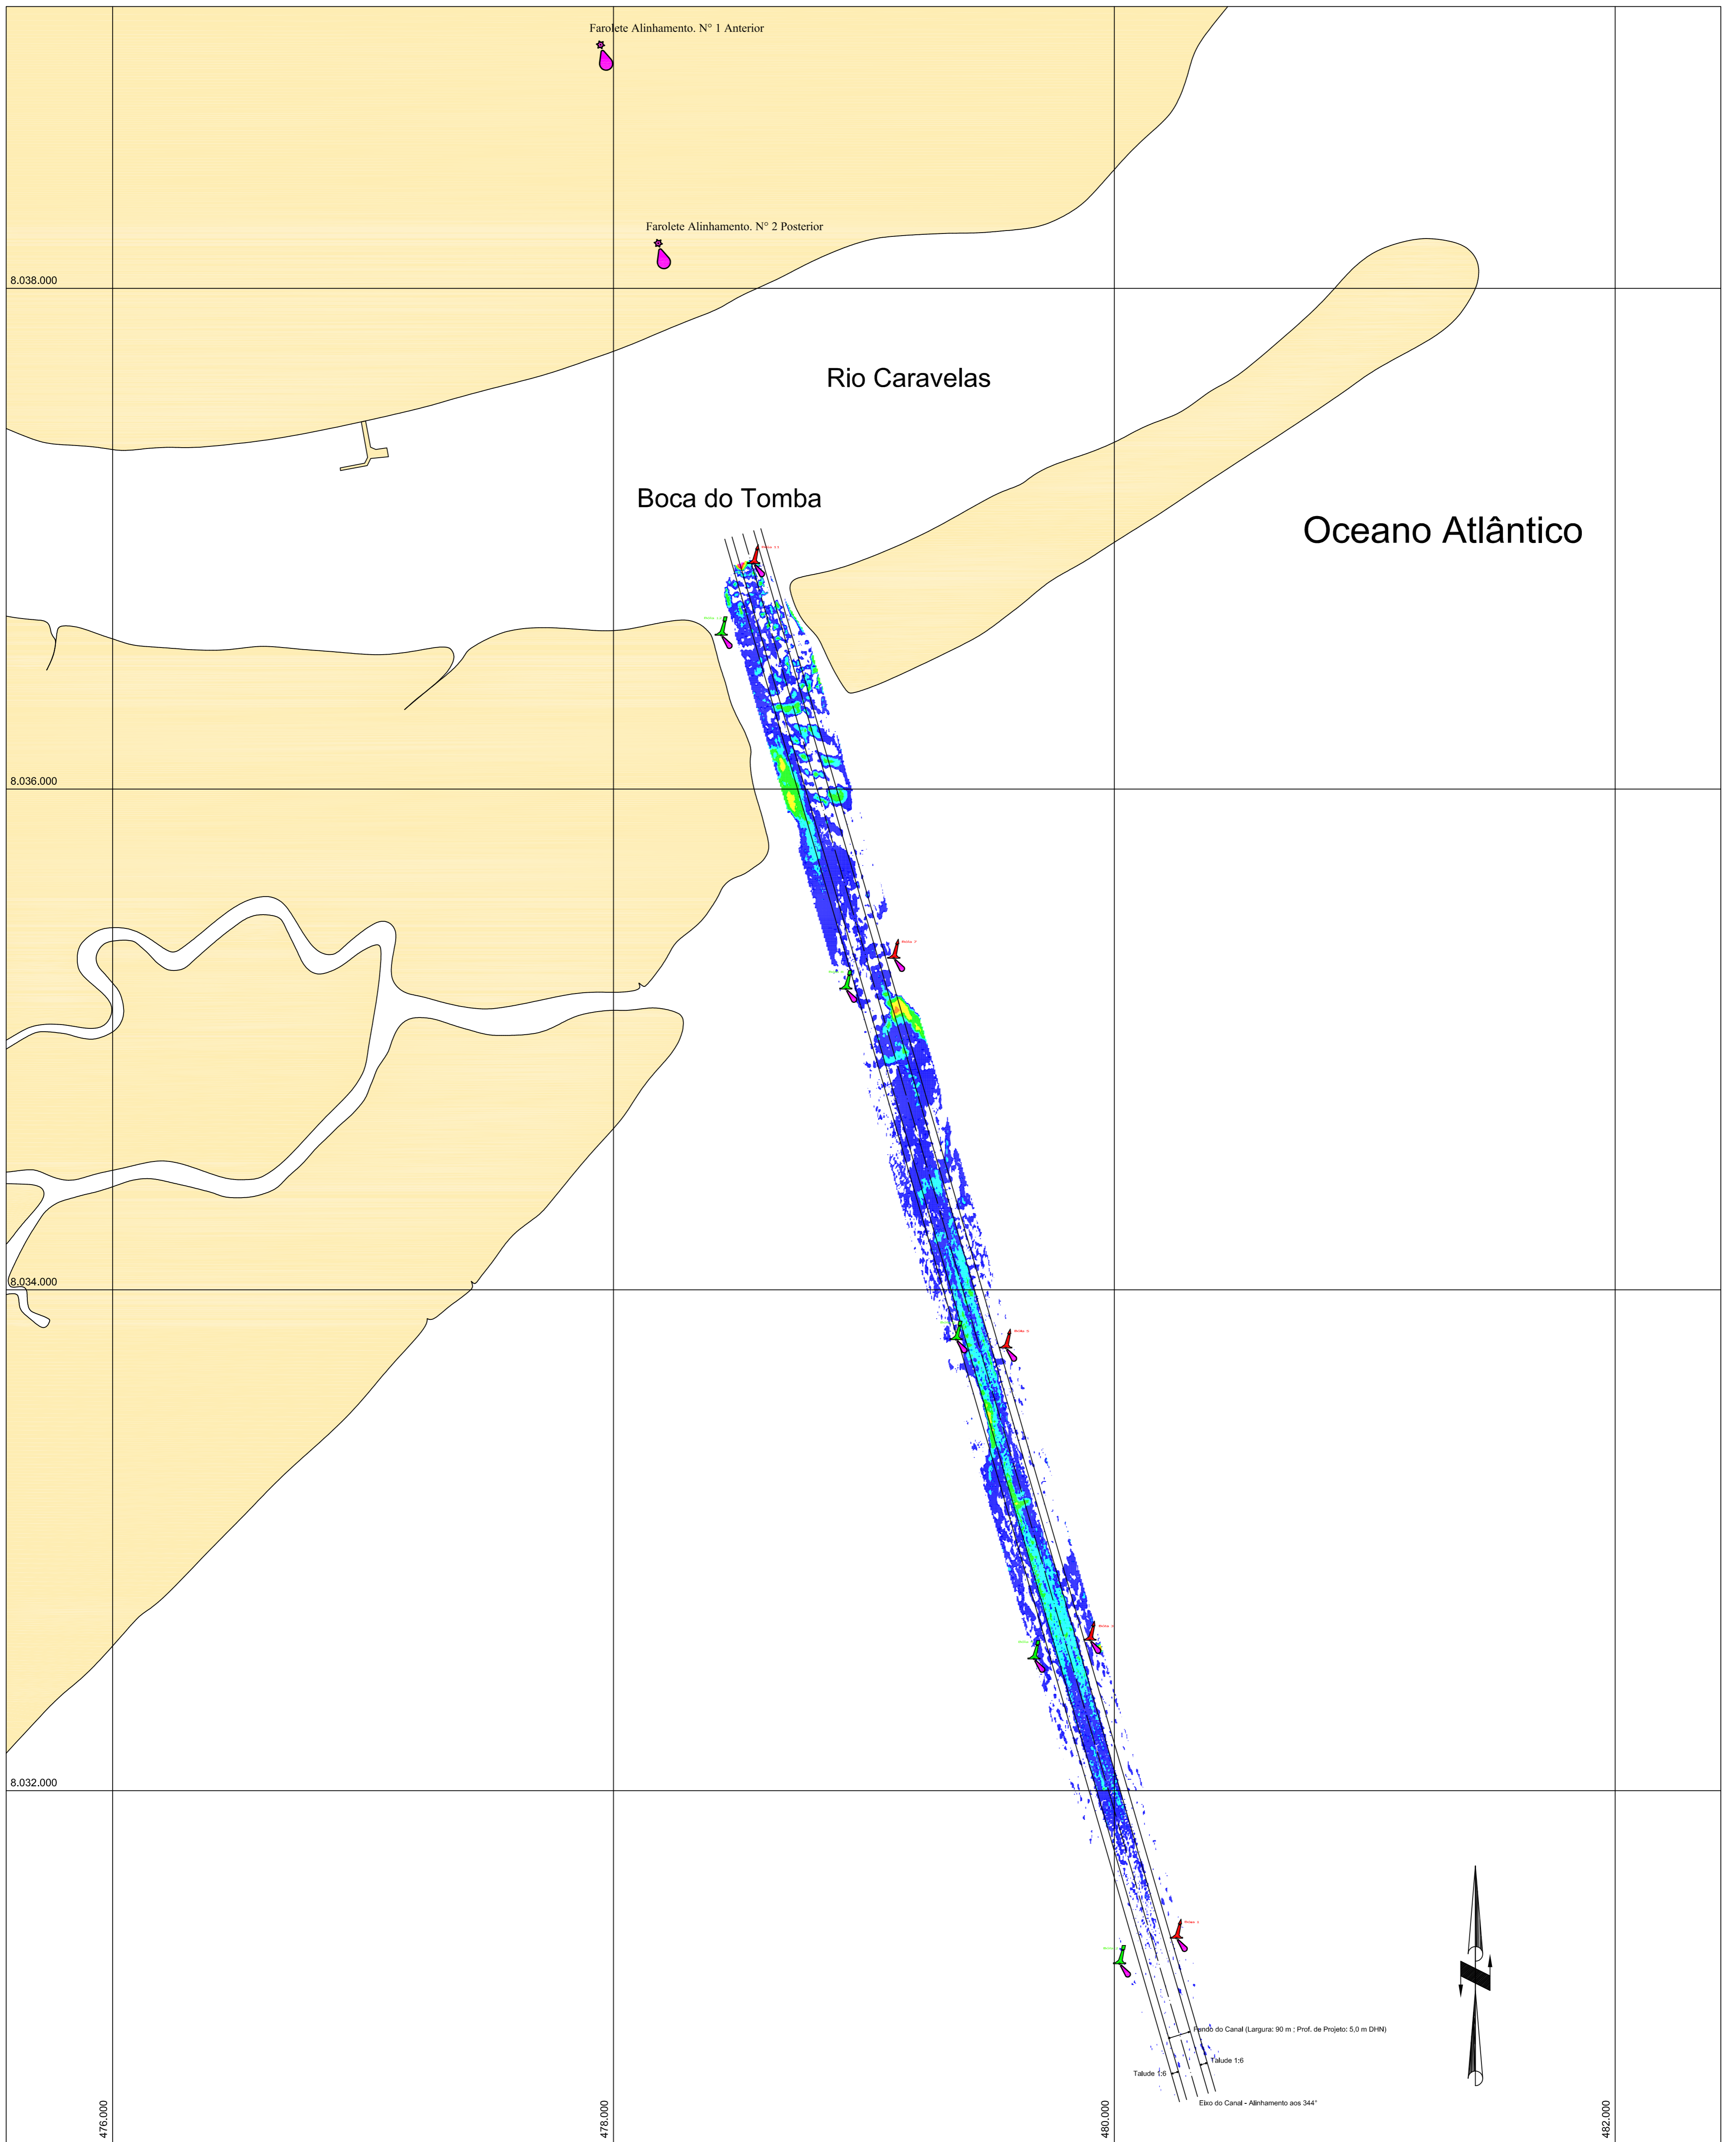 Farolete Alinhamento. N° 1 Anterior
Farolete Alinhamento. N° 2 Posterior
8.038.000
Rio Caravelas
Boca do Tomba
Oceano Atlântico
8.036.000
8.034.000
8.032.000
Fundo do Canal (Largura: 90 m ; Prof. de Projeto: 5,0 m DHN)
Talude 1:6
Talude 1:6
Eixo do Canal - Alinhamento aos 344°
476.000
478.000
480.000
482.000